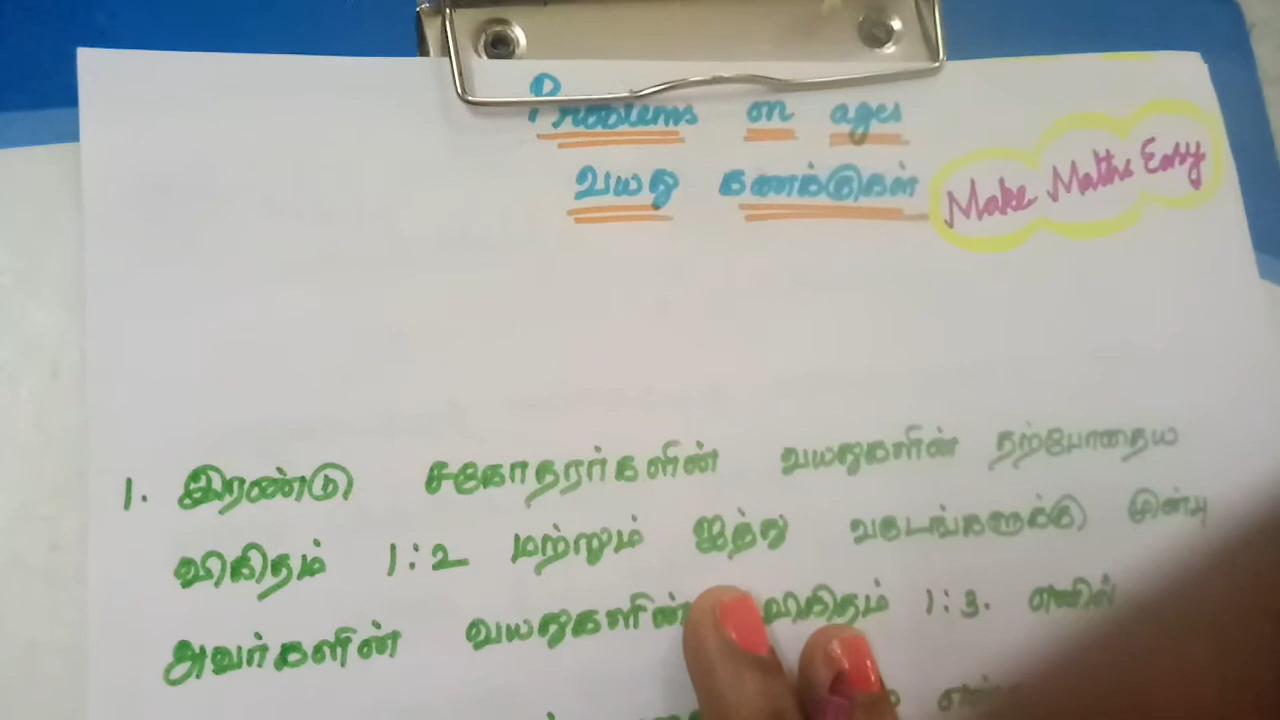 Problems on ages
வயது கணக்குகள்
Make Maths Easy
1. இரண்டு சகோதரர்களின் வயதுகளின் தற்போதைய
விகிதம் 1:2 மற்றும் ஐந்து வருடங்களுக்கு முன்பு
அவர்களின் வயதுகளின் விகிதம் 1:3. எனில்